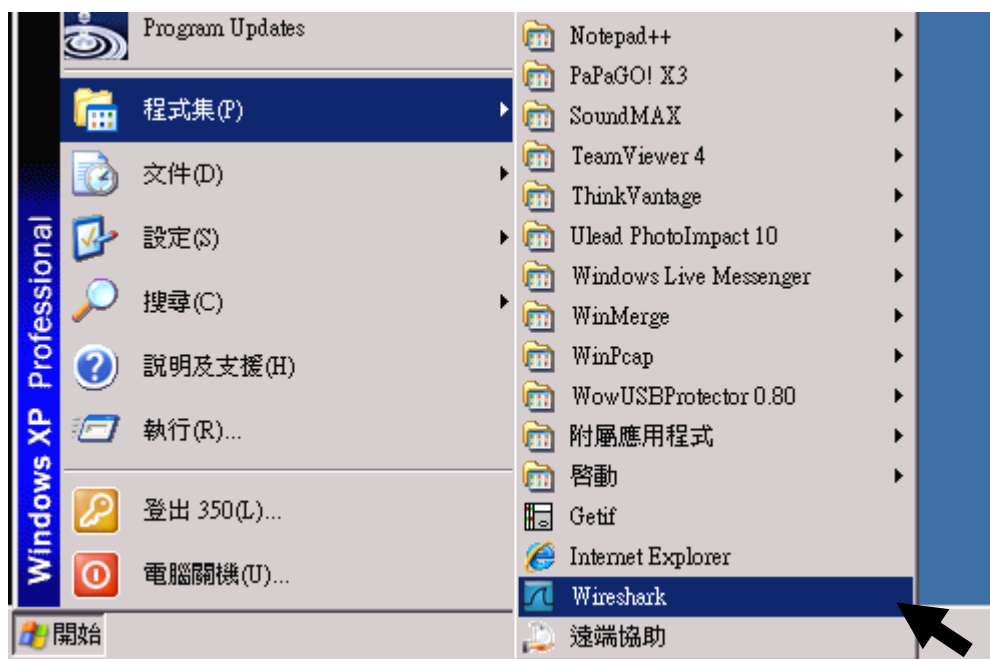 Program Updates
程式集(P)
文件(D)
設定(S)
搜尋(C)
說明及支援(H)
執行(R)...
登出 350(L)...
電腦關機(U)...
Windows XP Professional
開始
Notepad++
PaPaGO! X3
SoundMAX
TeamViewer 4
ThinkVantage
Ulead PhotoImpact 10
Windows Live Messenger
WinMerge
WinPcap
WowUSBProtector 0.80
附屬應用程式
啓動
Getif
Internet Explorer
Wireshark
遠端協助